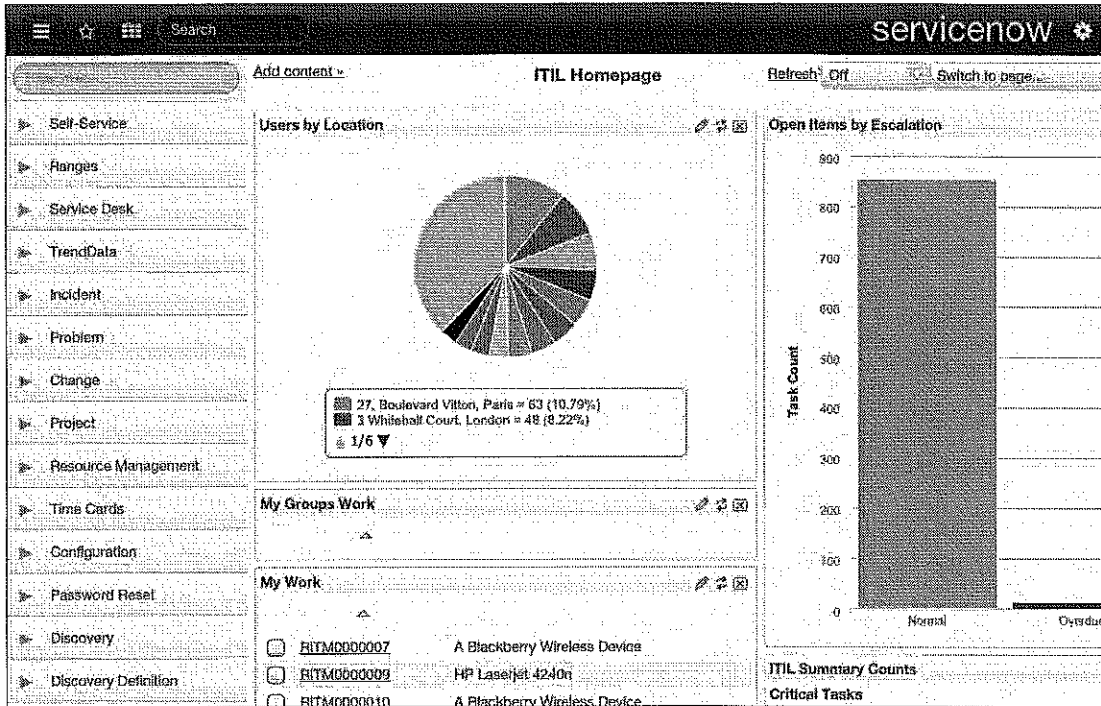 Search
servicenow
Add content »
ITIL Homepage
Refresh Off
Switch to page...
Self-Service
Ranges
Service Desk
TrendData
Incident
Problem
Change
Project
Resource Management
Time Cards
Configuration
Password Reset
Discovery
Discovery Definition
Users by Location
27, Boulevard Vitton, Paris = 63 (10.79%)
3 Whitehall Court, London = 48 (8.22%)
1/6
My Groups Work
My Work
RITM0000007 A Blackberry Wireless Device
RITM0000009 HP Laserjet 4240n
RITM0000010 A Blackberry Wireless Device
Open Items by Escalation
900
800
700
600
500
400
300
200
100
0
Task Count
Normal
Overdue
ITIL Summary Counts
Critical Tasks